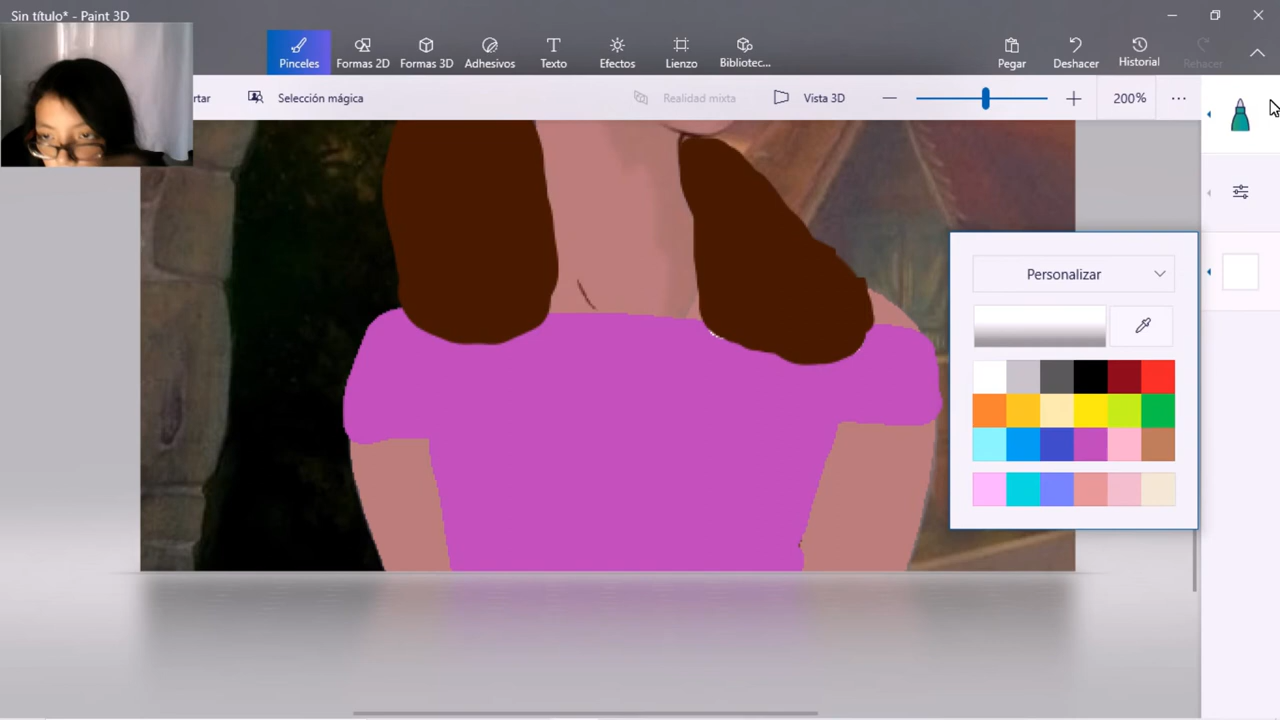 Sin título* - Paint 3D
Pinceles
Formas 2D
Formas 3D
Adhesivos
Texto
Efectos
Lienzo
Bibliotec...
Pegar
Deshacer
Historial
Rehacer
rtar
Selección mágica
Realidad mixta
Vista 3D
200%
Personalizar